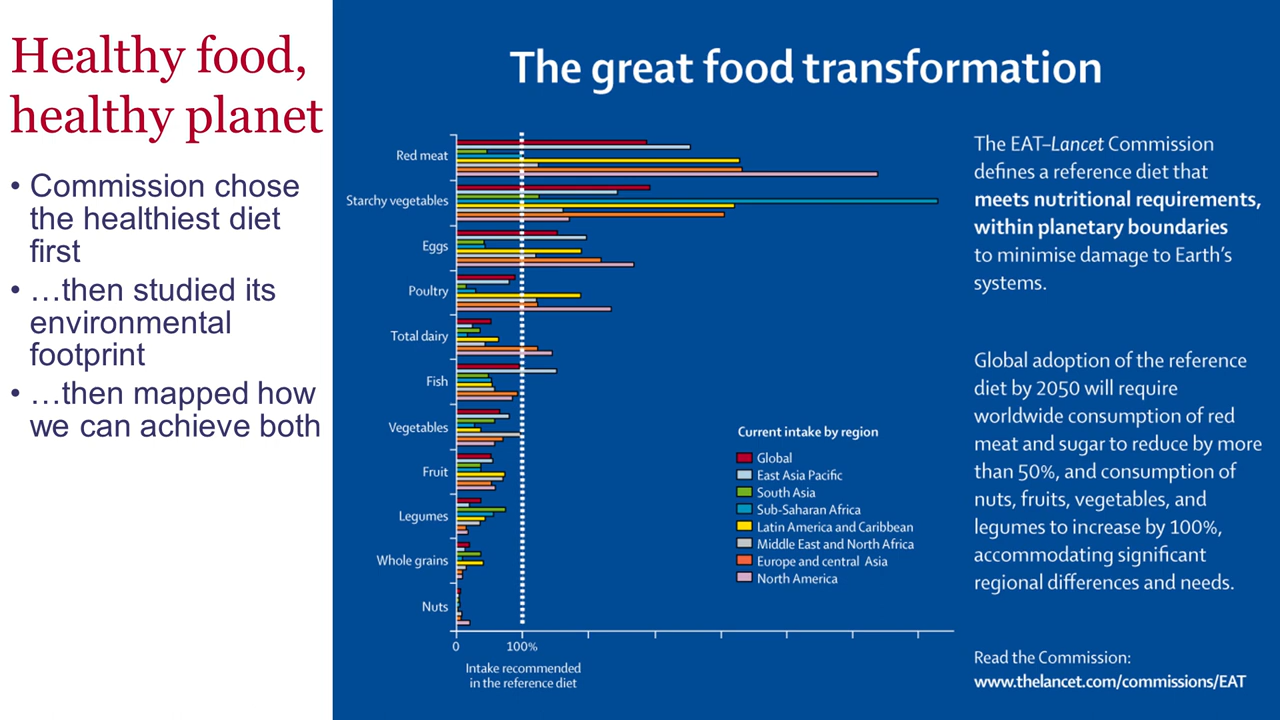 Healthy food,
healthy planet
• Commission chose
the healthiest diet
first
• …then studied its
environmental
footprint
• …then mapped how
we can achieve both
The great food transformation
Red meat
Starchy vegetables
Eggs
Poultry
Total dairy
Fish
Vegetables
Fruit
Legumes
Whole grains
Nuts
0
100%
Intake recommended
in the reference diet
Current intake by region
Global
East Asia Pacific
South Asia
Sub-Saharan Africa
Latin America and Caribbean
Middle East and North Africa
Europe and central Asia
North America
The EAT–Lancet Commission
defines a reference diet that
meets nutritional requirements,
within planetary boundaries
to minimise damage to Earth's
systems.
Global adoption of the reference
diet by 2050 will require
worldwide consumption of red
meat and sugar to reduce by more
than 50%, and consumption of
nuts, fruits, vegetables, and
legumes to increase by 100%,
accommodating significant
regional differences and needs.
Read the Commission:
www.thelancet.com/commissions/EAT